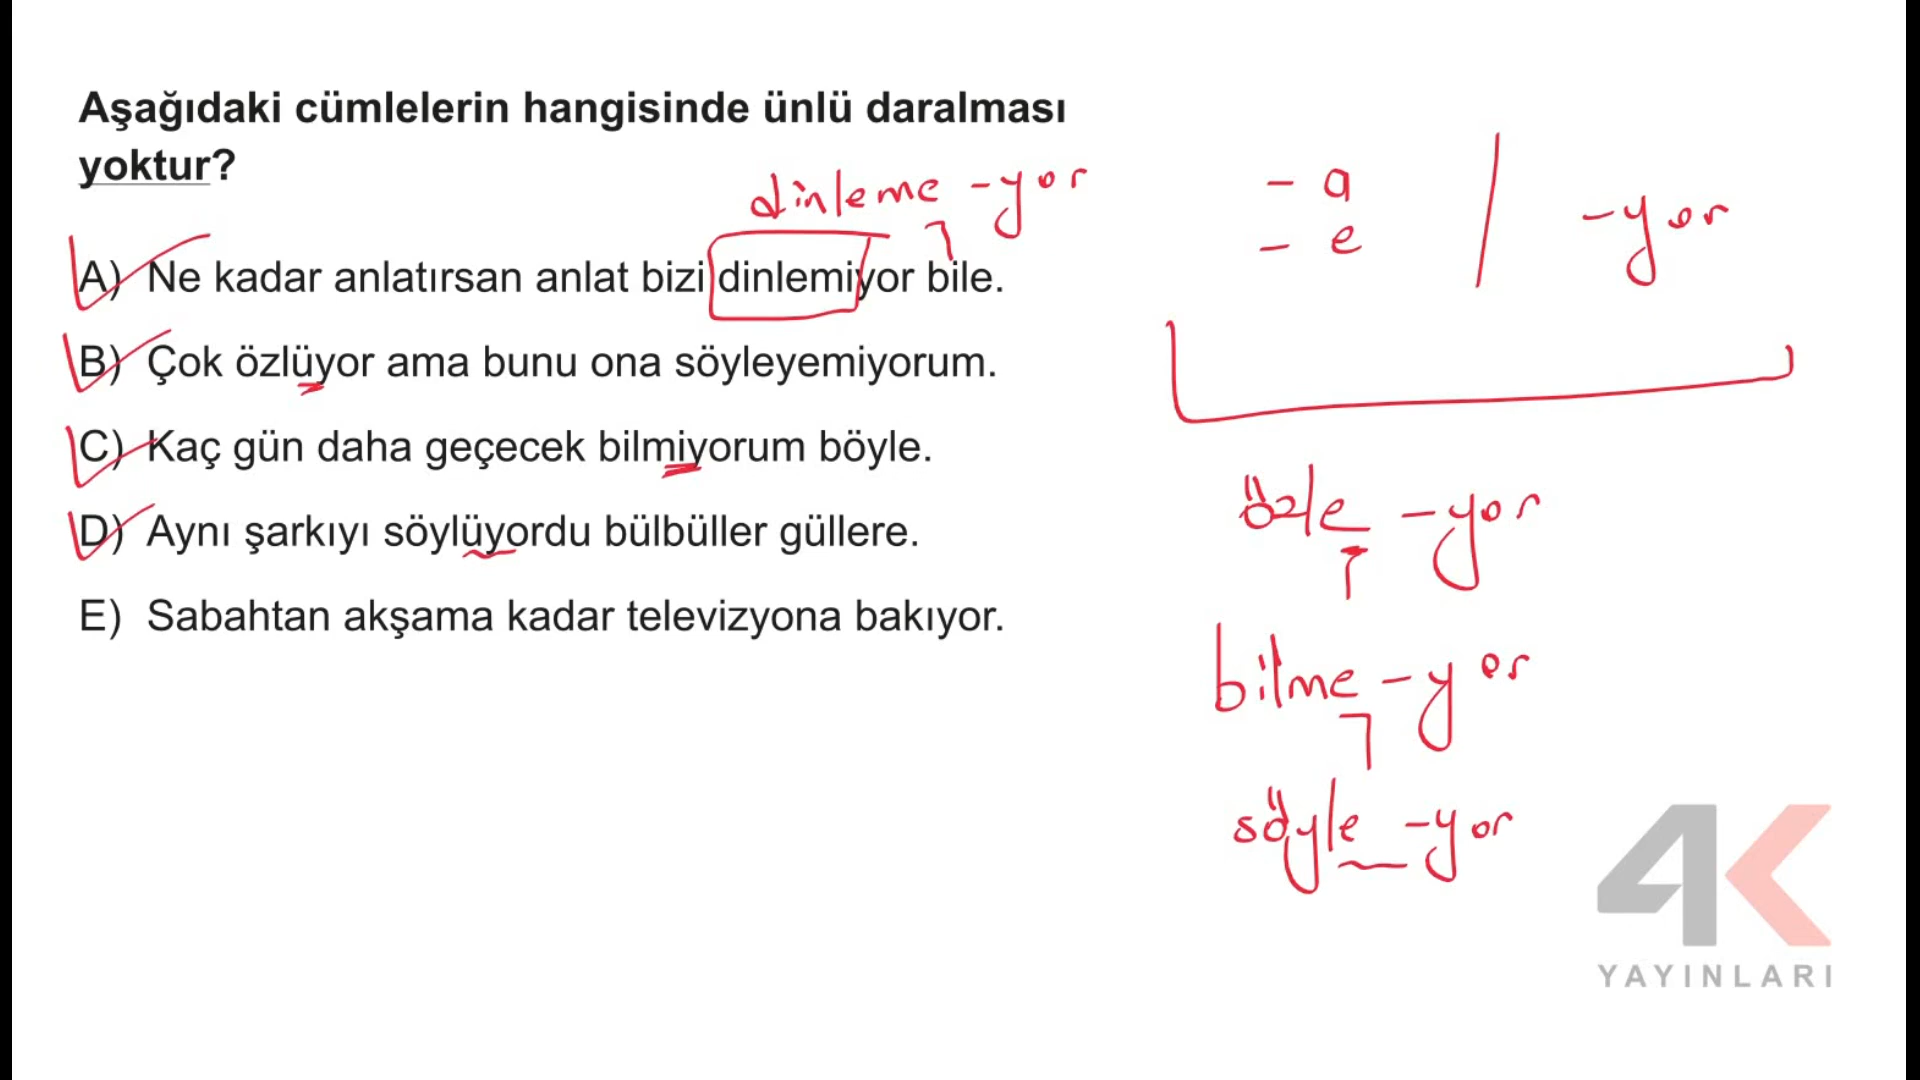 Aşağıdaki cümlelerin hangisinde ünlü daralması
yoktur?
dinleme -yor
A) Ne kadar anlatırsan anlat bizi dinlemiyor bile.
B) Çok özlüyor ama bunu ona söyleyemiyorum.
C) Kaç gün daha geçecek bilmiyorum böyle.
D) Aynı şarkıyı söylüyordu bülbüller güllere.
E) Sabahtan akşama kadar televizyona bakıyor.
- a
- e
-yor
özle -yor
bilme -yor
söyle -yor
4K
YAYINLARI